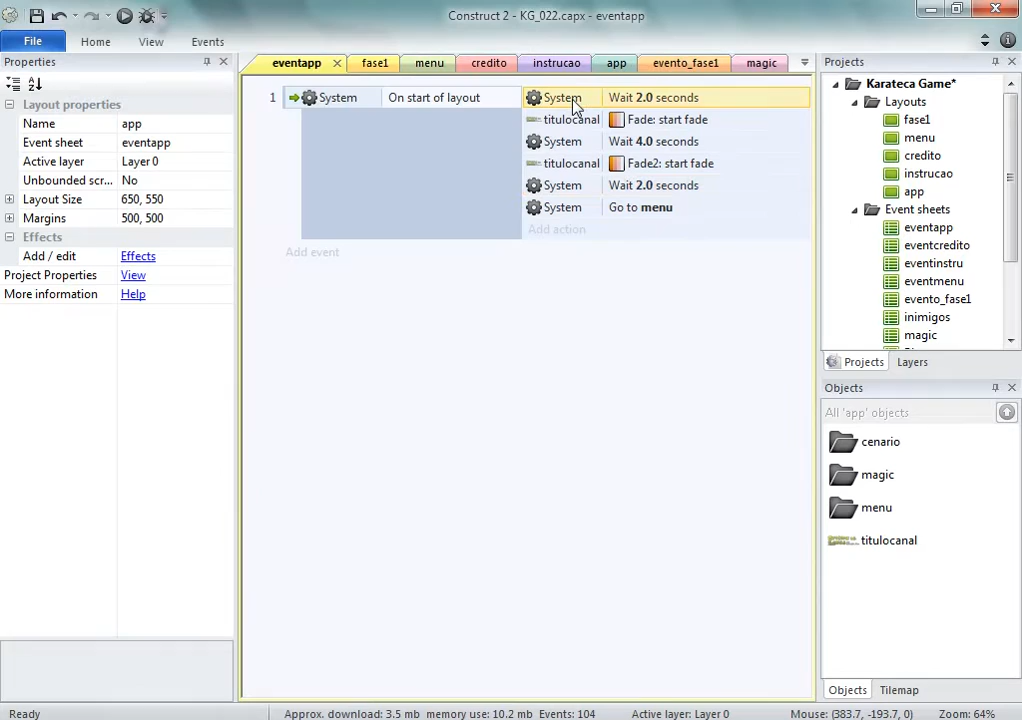 Construct 2 - KG_022.capx - eventapp
File
Home
View
Events
Properties
Layout properties
Name app
Event sheet eventapp
Active layer Layer 0
Unbounded scr... No
Layout Size 650, 550
Margins 500, 500
Effects
Add / edit Effects
Project Properties View
More information Help
eventapp
fase1
menu
credito
instrucao
app
evento_fase1
magic
1 System On start of layout
System Wait 2.0 seconds
titulocanal Fade: start fade
System Wait 4.0 seconds
titulocanal Fade2: start fade
System Wait 2.0 seconds
System Go to menu
Add action
Add event
Projects
Karateca Game*
Layouts
fase1
menu
credito
instrucao
app
Event sheets
eventapp
eventcredito
eventinstru
eventmenu
evento_fase1
inimigos
magic
Projects
Layers
Objects
All 'app' objects
cenario
magic
menu
titulocanal
Objects
Tilemap
Ready
Approx. download: 3.5 mb memory use: 10.2 mb Events: 104
Active layer: Layer 0
Mouse: (383.7, -193.7, 0)
Zoom: 64%